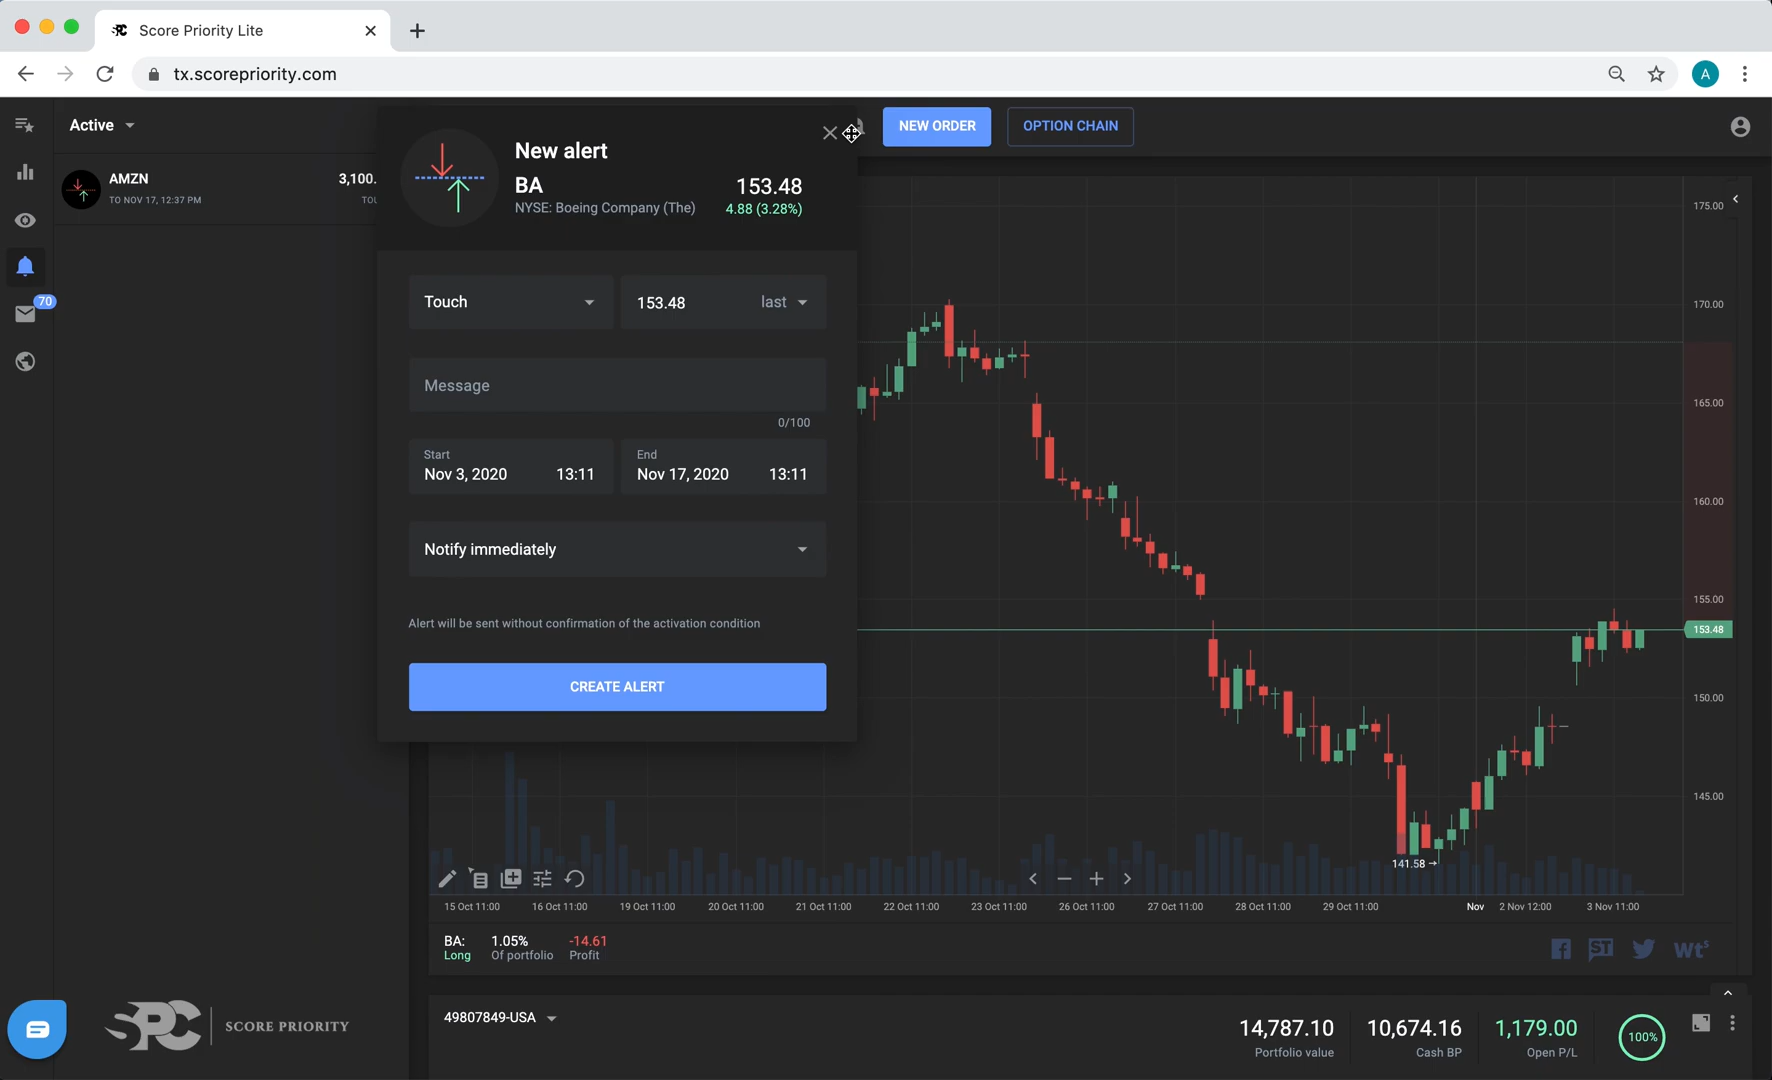 Score Priority Lite
tx.scorepriority.com
A
Active
NEW ORDER
OPTION CHAIN
AMZN
3,100.
TO NOV 17, 12:37 PM
70
New alert
BA
153.48
NYSE: Boeing Company (The)
4.88 (3.28%)
Touch
153.48
last
Message
0/100
Start
Nov 3, 2020
13:11
End
Nov 17, 2020
13:11
Notify immediately
Alert will be sent without confirmation of the activation condition
CREATE ALERT
175.00
170.00
165.00
160.00
155.00
153.48
150.00
145.00
141.58
15 Oct 11:00
16 Oct 11:00
19 Oct 11:00
20 Oct 11:00
21 Oct 11:00
22 Oct 11:00
23 Oct 11:00
26 Oct 11:00
27 Oct 11:00
28 Oct 11:00
29 Oct 11:00
Nov
2 Nov 12:00
3 Nov 11:00
BA:
1.05%
-14.61
Long
Of portfolio
Profit
ST
wts
SPC
SCORE PRIORITY
49807849-USA
14,787.10
Portfolio value
10,674.16
Cash BP
1,179.00
Open P/L
100%